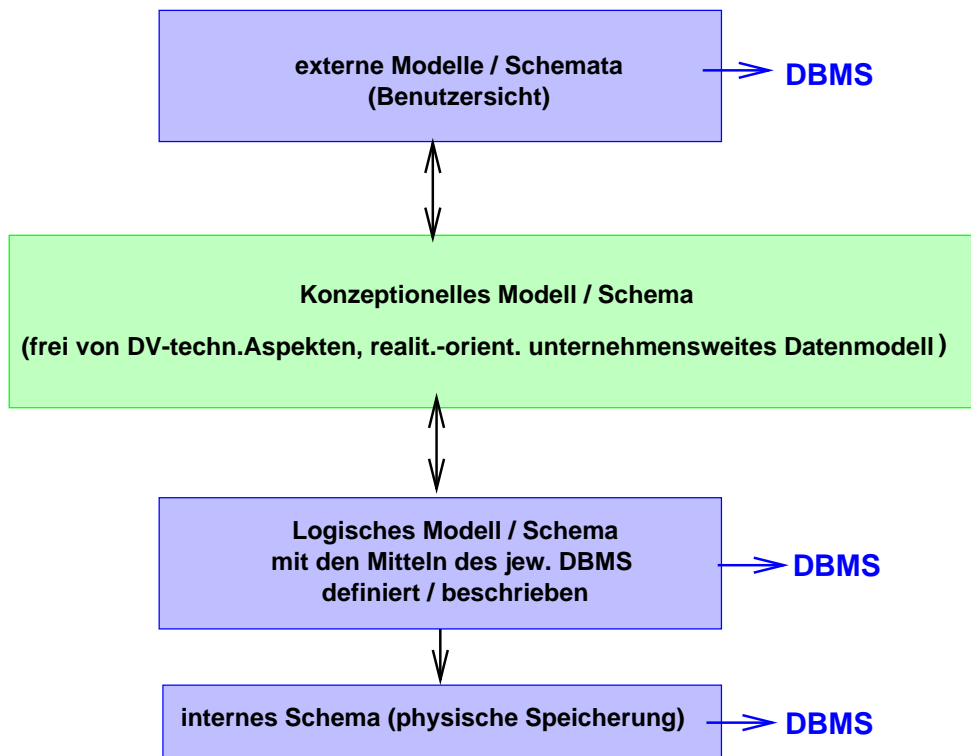 externe Modelle / Schemata
(Benutzersicht)
DBMS
Konzeptionelles Modell / Schema
(frei von DV-techn.Aspekten, realit.-orient. unternehmensweites Datenmodell)
Logisches Modell / Schema
mit den Mitteln des jew. DBMS
definiert / beschrieben
DBMS
internes Schema (physische Speicherung)
DBMS